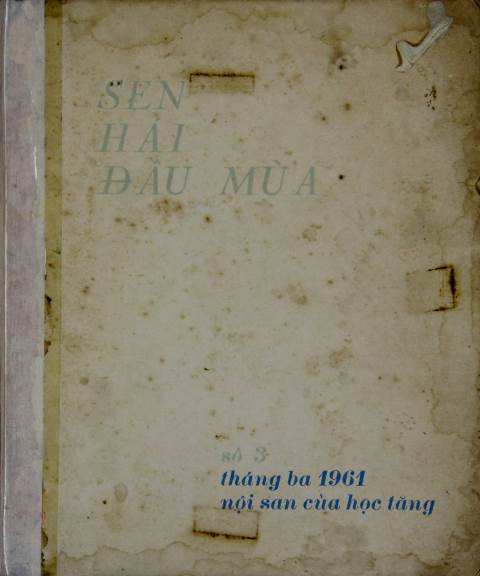 SEN
HÁI
ĐẦU MÙA
số 3
tháng ba 1961
nội san của học tăng